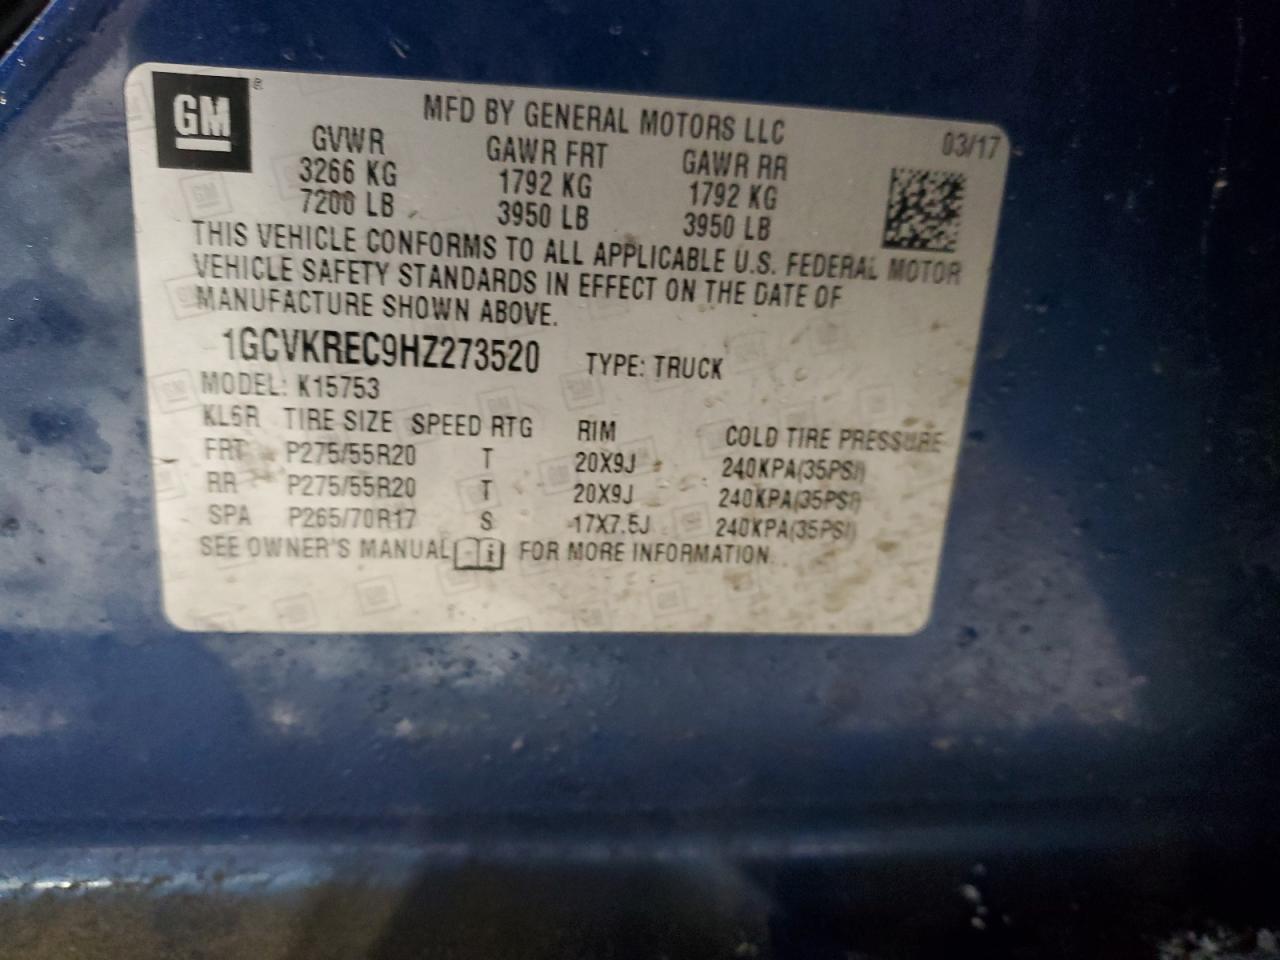 GM
MFD BY GENERAL MOTORS LLC
03/17
GVWR GAWR FRT GAWR RR
3266 KG 1792 KG 1792 KG
7200 LB 3950 LB 3950 LB
THIS VEHICLE CONFORMS TO ALL APPLICABLE U.S. FEDERAL MOTOR
VEHICLE SAFETY STANDARDS IN EFFECT ON THE DATE OF
MANUFACTURE SHOWN ABOVE.
1GCVKREC9HZ273520 TYPE: TRUCK
MODEL: K15753
KL6R TIRE SIZE SPEED RTG RIM COLD TIRE PRESSURE
FRT P275/55R20 T 20X9J 240KPA(35PSI)
RR P275/55R20 T 20X9J 240KPA(35PSI)
SPA P265/70R17 S 17X7.5J 240KPA(35PSI)
SEE OWNER'S MANUAL i FOR MORE INFORMATION.